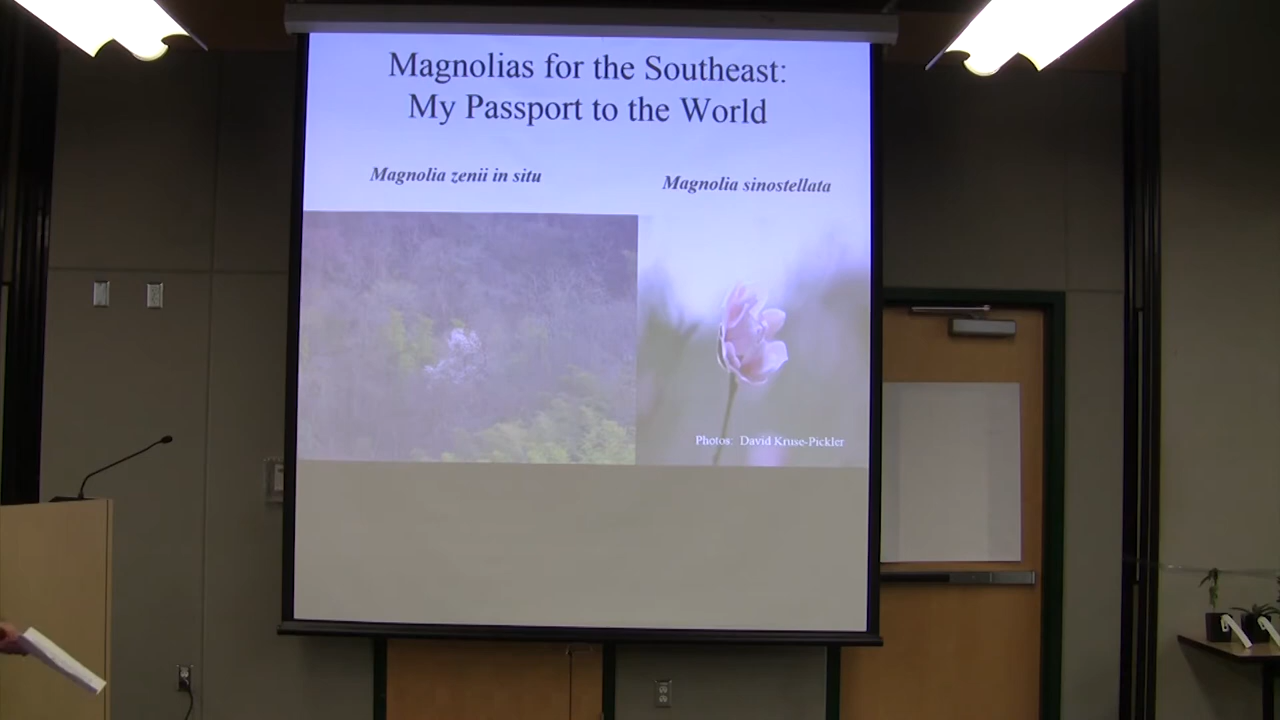 Magnolias for the Southeast:
My Passport to the World
Magnolia zenii in situ
Magnolia sinostellata
Photos: David Kruse-Pickler